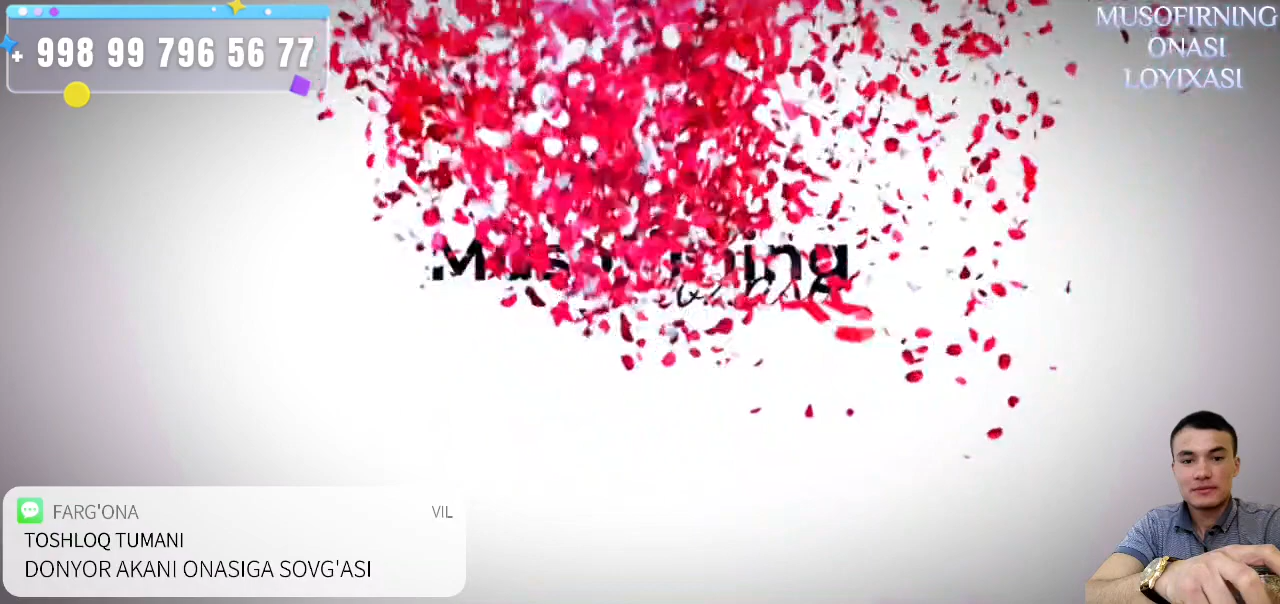 + 998 99 796 56 77
MUSOFIRNING
ONASI
LOYIXASI
FARG'ONA VIL
TOSHLOQ TUMANI
DONYOR AKANI ONASIGA SOVG'ASI